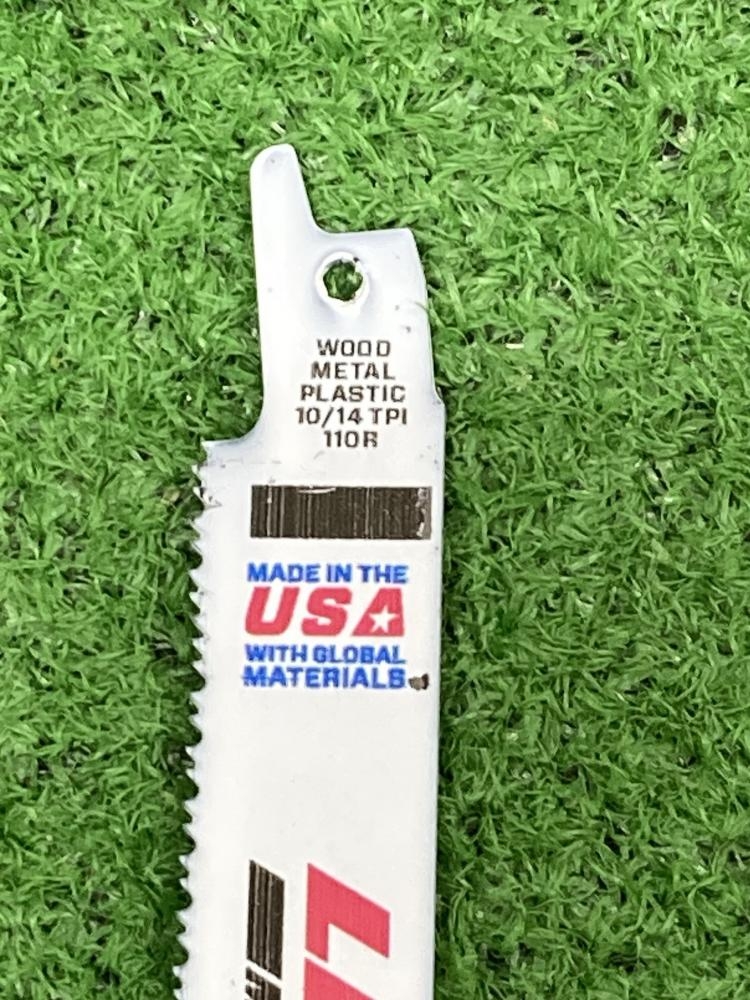 WOOD
METAL
PLASTIC
10/14 TPI
110R
MADE IN THE
USA
WITH GLOBAL
MATERIALS